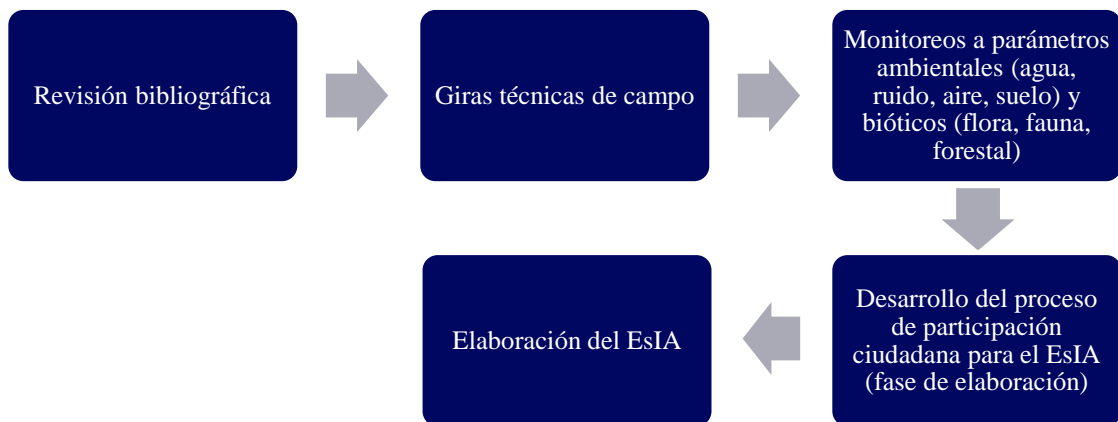 Revisión bibliográfica
Giras técnicas de campo
Monitoreos a parámetros
ambientales (agua,
ruido, aire, suelo) y
bióticos (flora, fauna,
forestal)
Desarrollo del proceso
de participación
ciudadana para el EsIA
(fase de elaboración)
Elaboración del EsIA